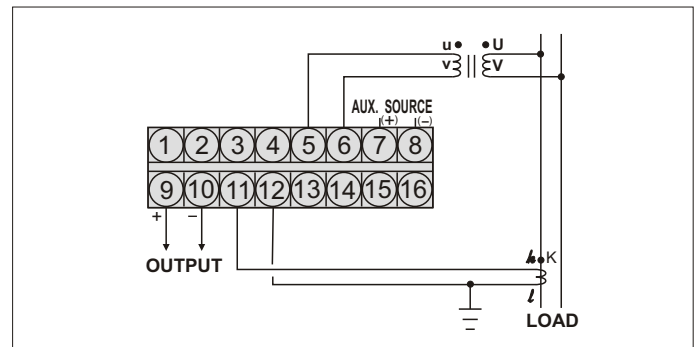 u U
v V
AUX. SOURCE
(+) (-)
1 2 3 4 5 6 7 8
9 10 11 12 13 14 15 16
+ -
OUTPUT
k K
l
LOAD